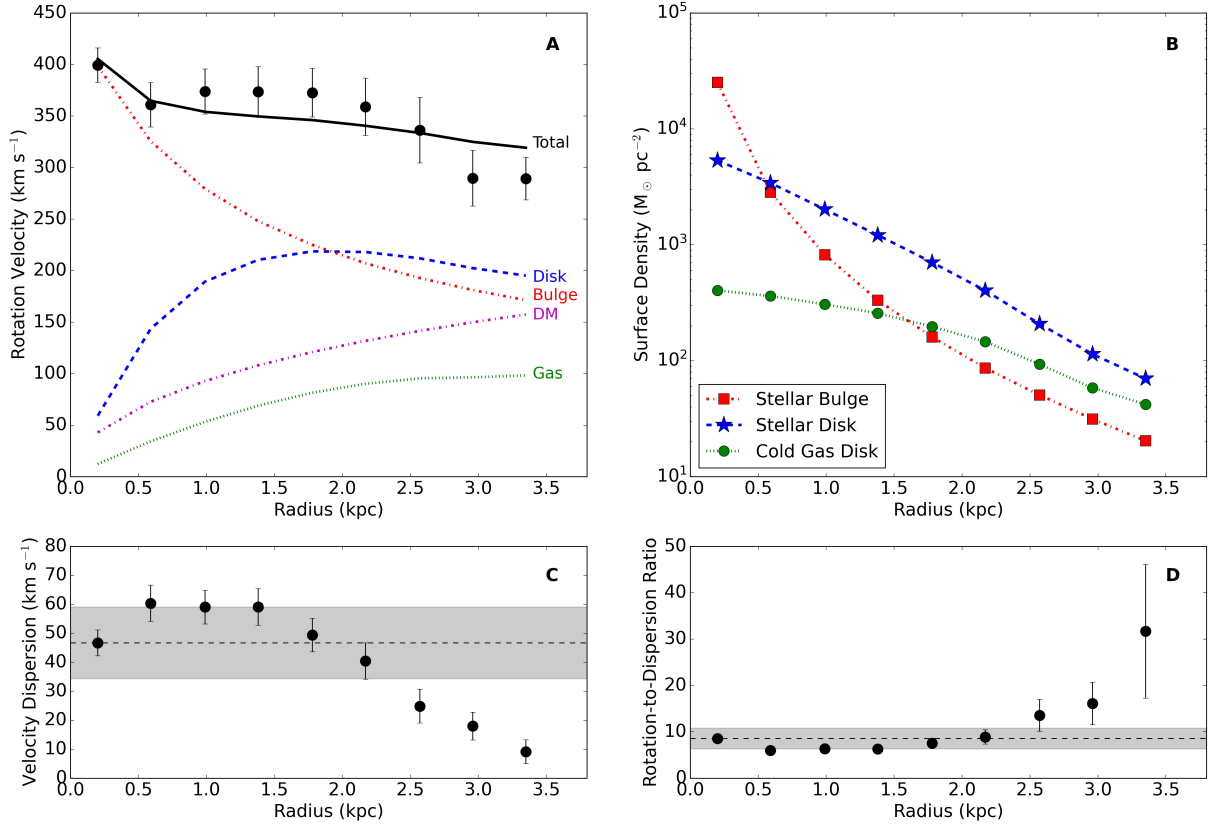 A
450
400
350
300
250
200
150
100
50
0
Rotation Velocity (km s⁻¹)
Total
Disk
Bulge
DM
Gas
0.0 0.5 1.0 1.5 2.0 2.5 3.0 3.5
Radius (kpc)
B
10⁵
10⁴
10³
10²
10¹
Surface Density (M☉ pc⁻²)
Stellar Bulge
Stellar Disk
Cold Gas Disk
0.0 0.5 1.0 1.5 2.0 2.5 3.0 3.5
Radius (kpc)
C
80
70
60
50
40
30
20
10
0
Velocity Dispersion (km s⁻¹)
0.0 0.5 1.0 1.5 2.0 2.5 3.0 3.5
Radius (kpc)
D
50
40
30
20
10
0
Rotation-to-Dispersion Ratio
0.0 0.5 1.0 1.5 2.0 2.5 3.0 3.5
Radius (kpc)